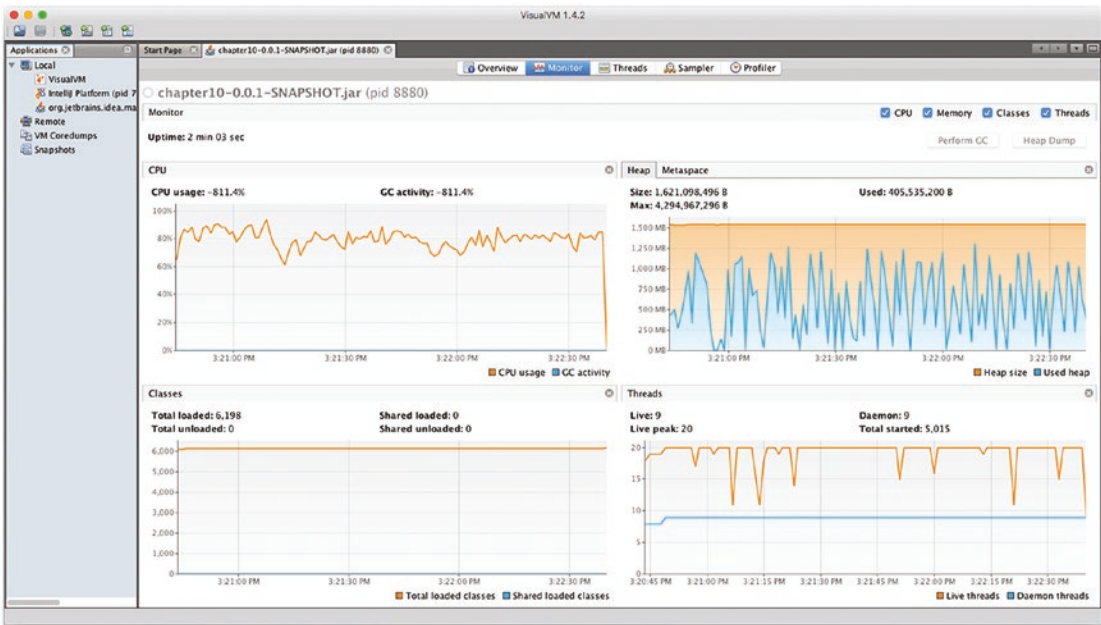 VisualVM 1.4.2
Applications
Start Page
chapter10-0.0.1-SNAPSHOT.jar (pid 8880)
Local
VisualVM
IntelliJ Platform (pid 7
org.jetbrains.idea.ma
Remote
VM Coredumps
Snapshots
Overview
Monitor
Threads
Sampler
Profiler
chapter10-0.0.1-SNAPSHOT.jar (pid 8880)
Monitor
CPU
Memory
Classes
Threads
Uptime: 2 min 03 sec
Perform GC
Heap Dump
CPU
CPU usage: -811.4%
GC activity: -811.4%
100%
80%
60%
40%
20%
0%
3:21:00 PM
3:21:30 PM
3:22:00 PM
3:22:30 PM
CPU usage
GC activity
Heap
Metaspace
Size: 1,621,098,496 B
Used: 405,535,200 B
Max: 4,294,967,296 B
1,500 MB
1,250 MB
1,000 MB
750 MB
500 MB
250 MB
0 MB
3:21:00 PM
3:21:30 PM
3:22:00 PM
3:22:30 PM
Heap size
Used heap
Classes
Total loaded: 6,198
Shared loaded: 0
Total unloaded: 0
Shared unloaded: 0
6,000
5,000
4,000
3,000
2,000
1,000
0
3:21:00 PM
3:21:30 PM
3:22:00 PM
3:22:30 PM
Total loaded classes
Shared loaded classes
Threads
Live: 9
Daemon: 9
Live peak: 20
Total started: 5,015
20
15
10
5
0
3:20:45 PM
3:21:00 PM
3:21:15 PM
3:21:30 PM
3:21:45 PM
3:22:00 PM
3:22:15 PM
3:22:30 PM
Live threads
Daemon threads